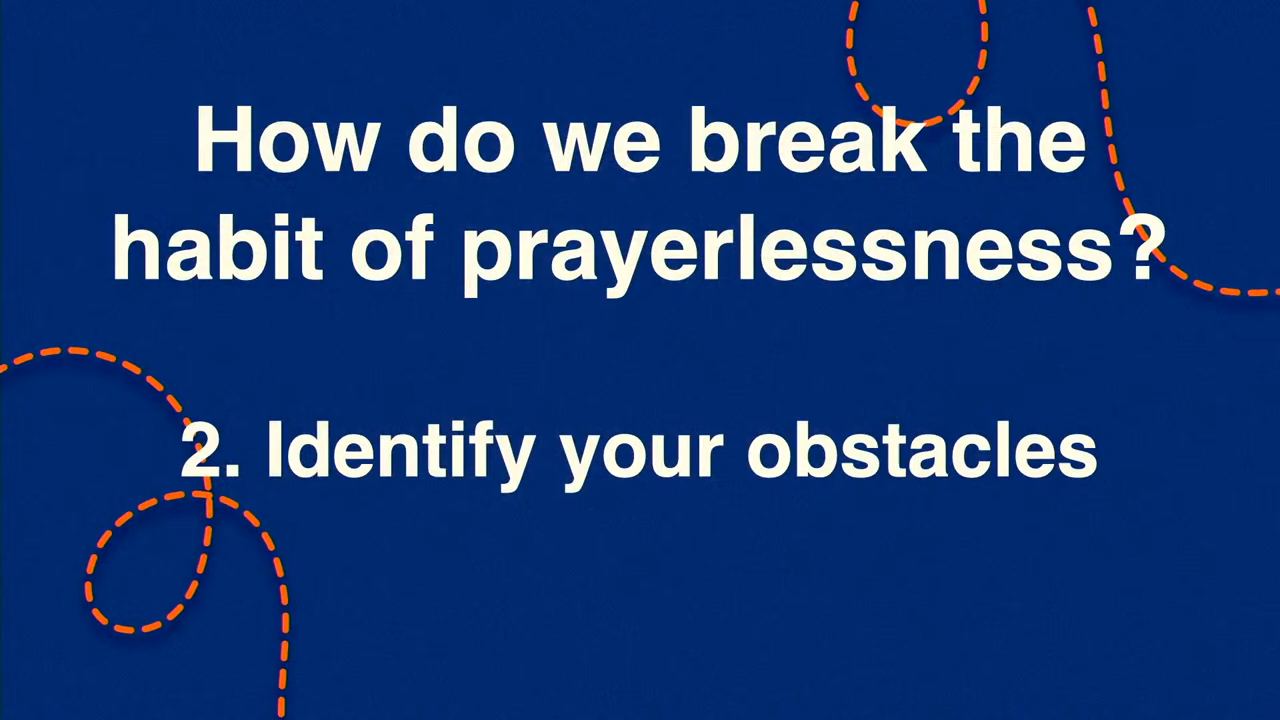 How do we break the
habit of prayerlessness?
2. Identify your obstacles